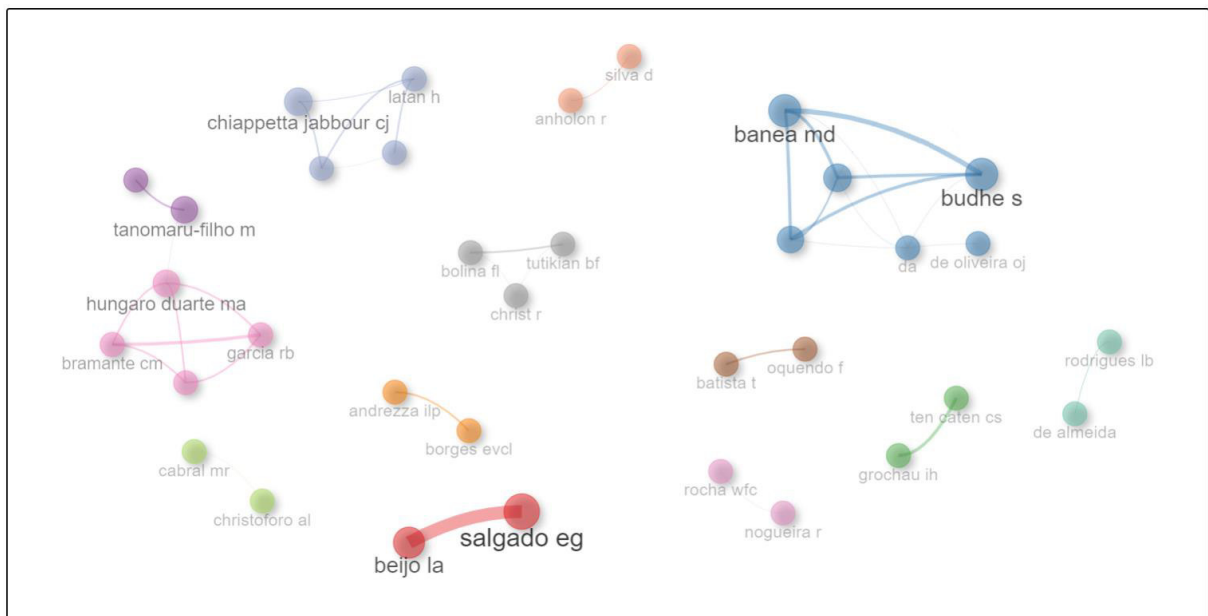 silva d
latan h
anholon r
chiappetta jabbour cj
banea md
budhe s
tanomaru-filho m
tutikian bf
de oliveira oj
da
bolina fl
hungaro duarte ma
christ r
garcia rb
bramante cm
rodrigues lb
oquendo f
batista t
andrezza ilp
ten caten cs
de almeida
borges evcl
cabral mr
grochau ih
rocha wfc
christoforo al
nogueira r
salgado eg
beijo la